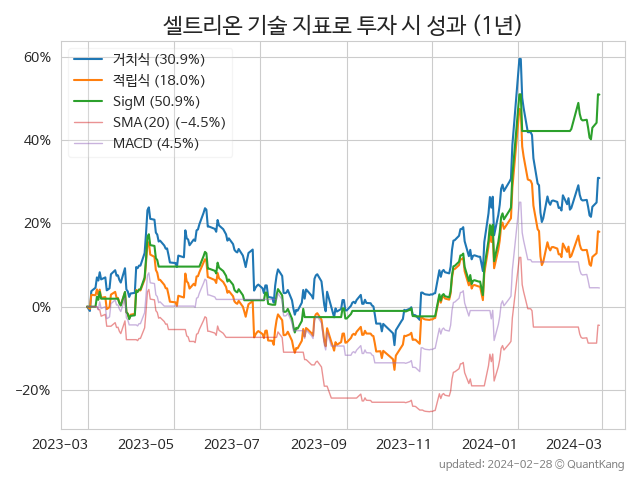 셀트리온 기술 지표로 투자 시 성과 (1년)
거치식 (30.9%)
적립식 (18.0%)
SigM (50.9%)
SMA(20) (−4.5%)
MACD (4.5%)
60%
40%
20%
0%
−20%
2023-03 2023-05 2023-07 2023-09 2023-11 2024-01 2024-03
updated: 2024-02-28 © QuantKang